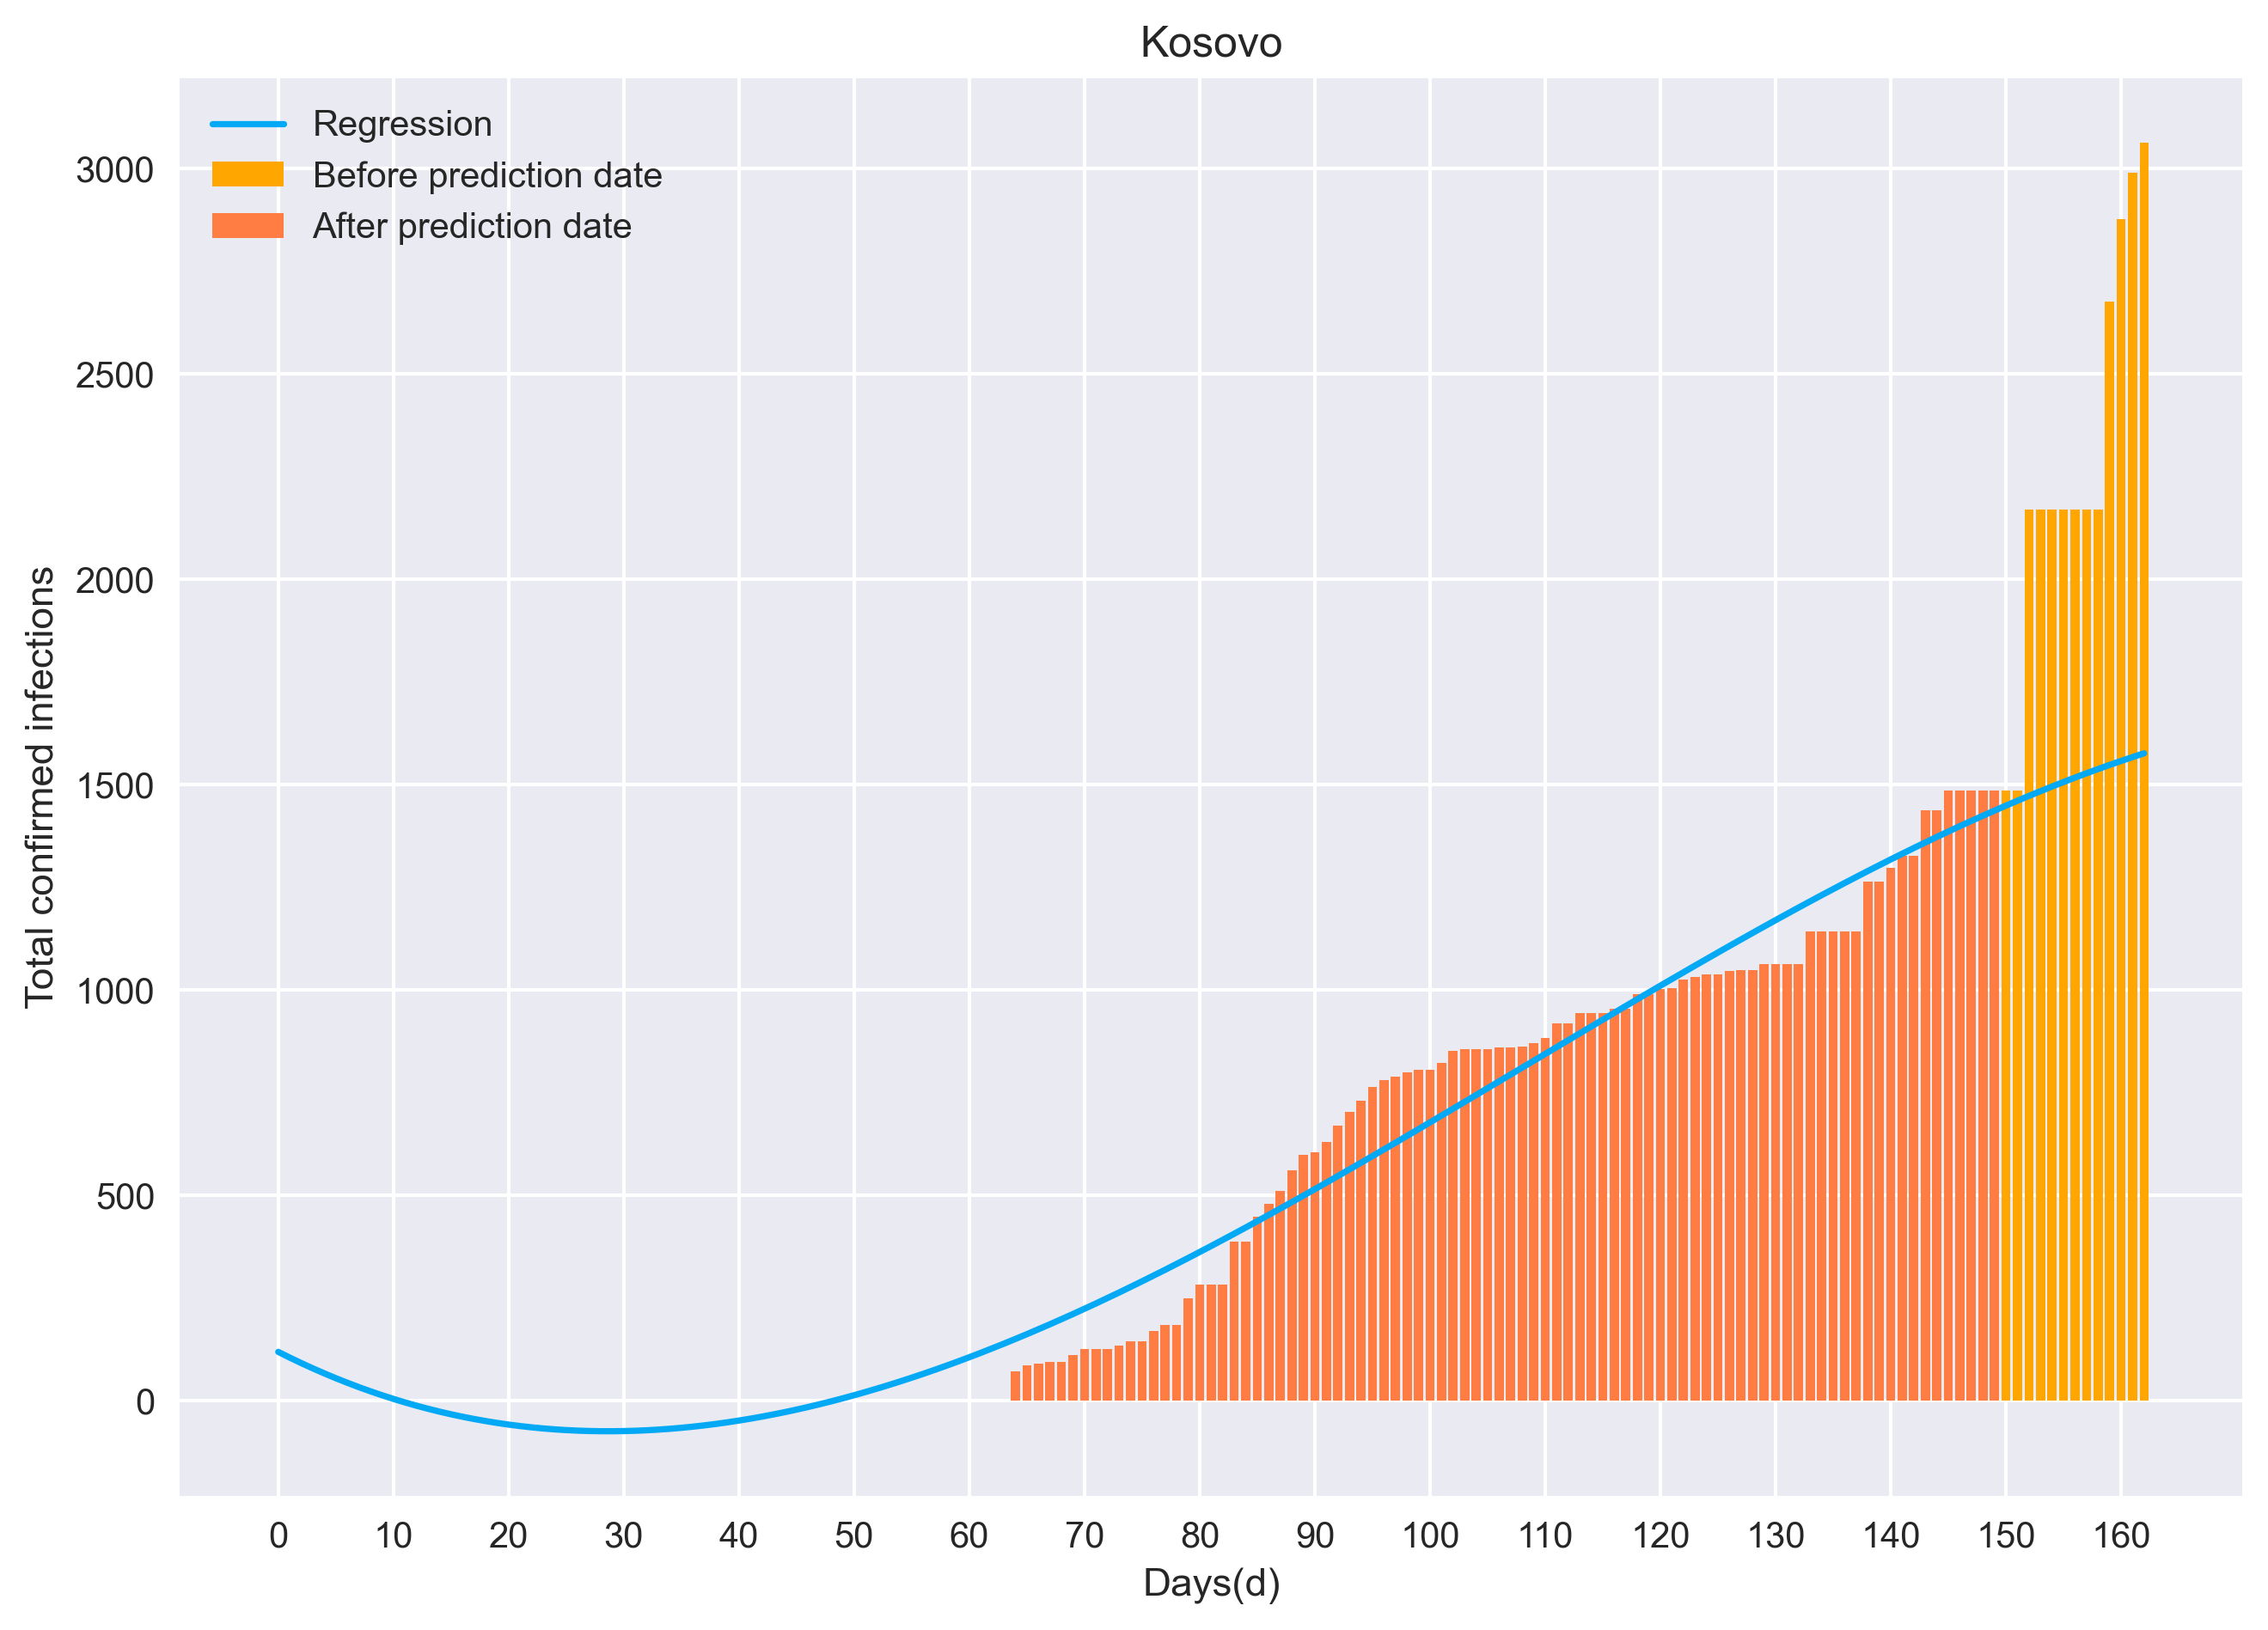 Kosovo
Regression
Before prediction date
After prediction date
3000
2500
2000
1500
1000
500
0
Total confirmed infections
0 10 20 30 40 50 60 70 80 90 100 110 120 130 140 150 160
Days(d)